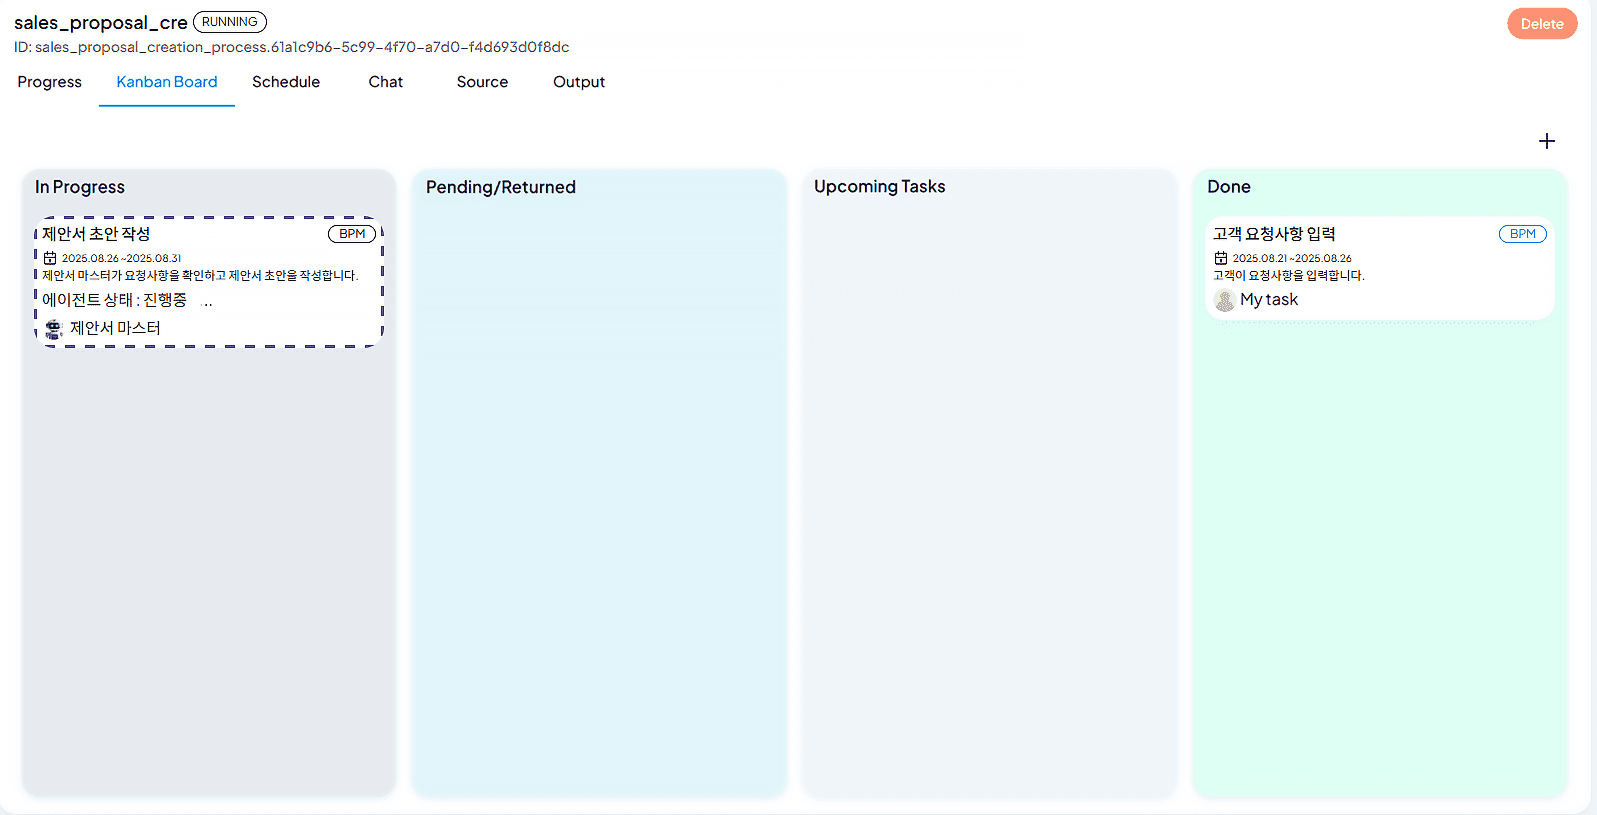 sales_proposal_cre RUNNING
Delete
ID: sales_proposal_creation_process.61a1c9b6-5c99-4f70-a7d0-f4d693d0f8dc
Progress Kanban Board Schedule Chat Source Output
+
In Progress
제안서 초안 작성 BPM
2025.08.26~2025.08.31
제안서 마스터가 요청사항을 확인하고 제안서 초안을 작성합니다.
에이전트 상태 : 진행중 ...
제안서 마스터
Pending/Returned
Upcoming Tasks
Done
고객 요청사항 입력 BPM
2025.08.21~2025.08.26
고객이 요청사항을 입력합니다.
My task